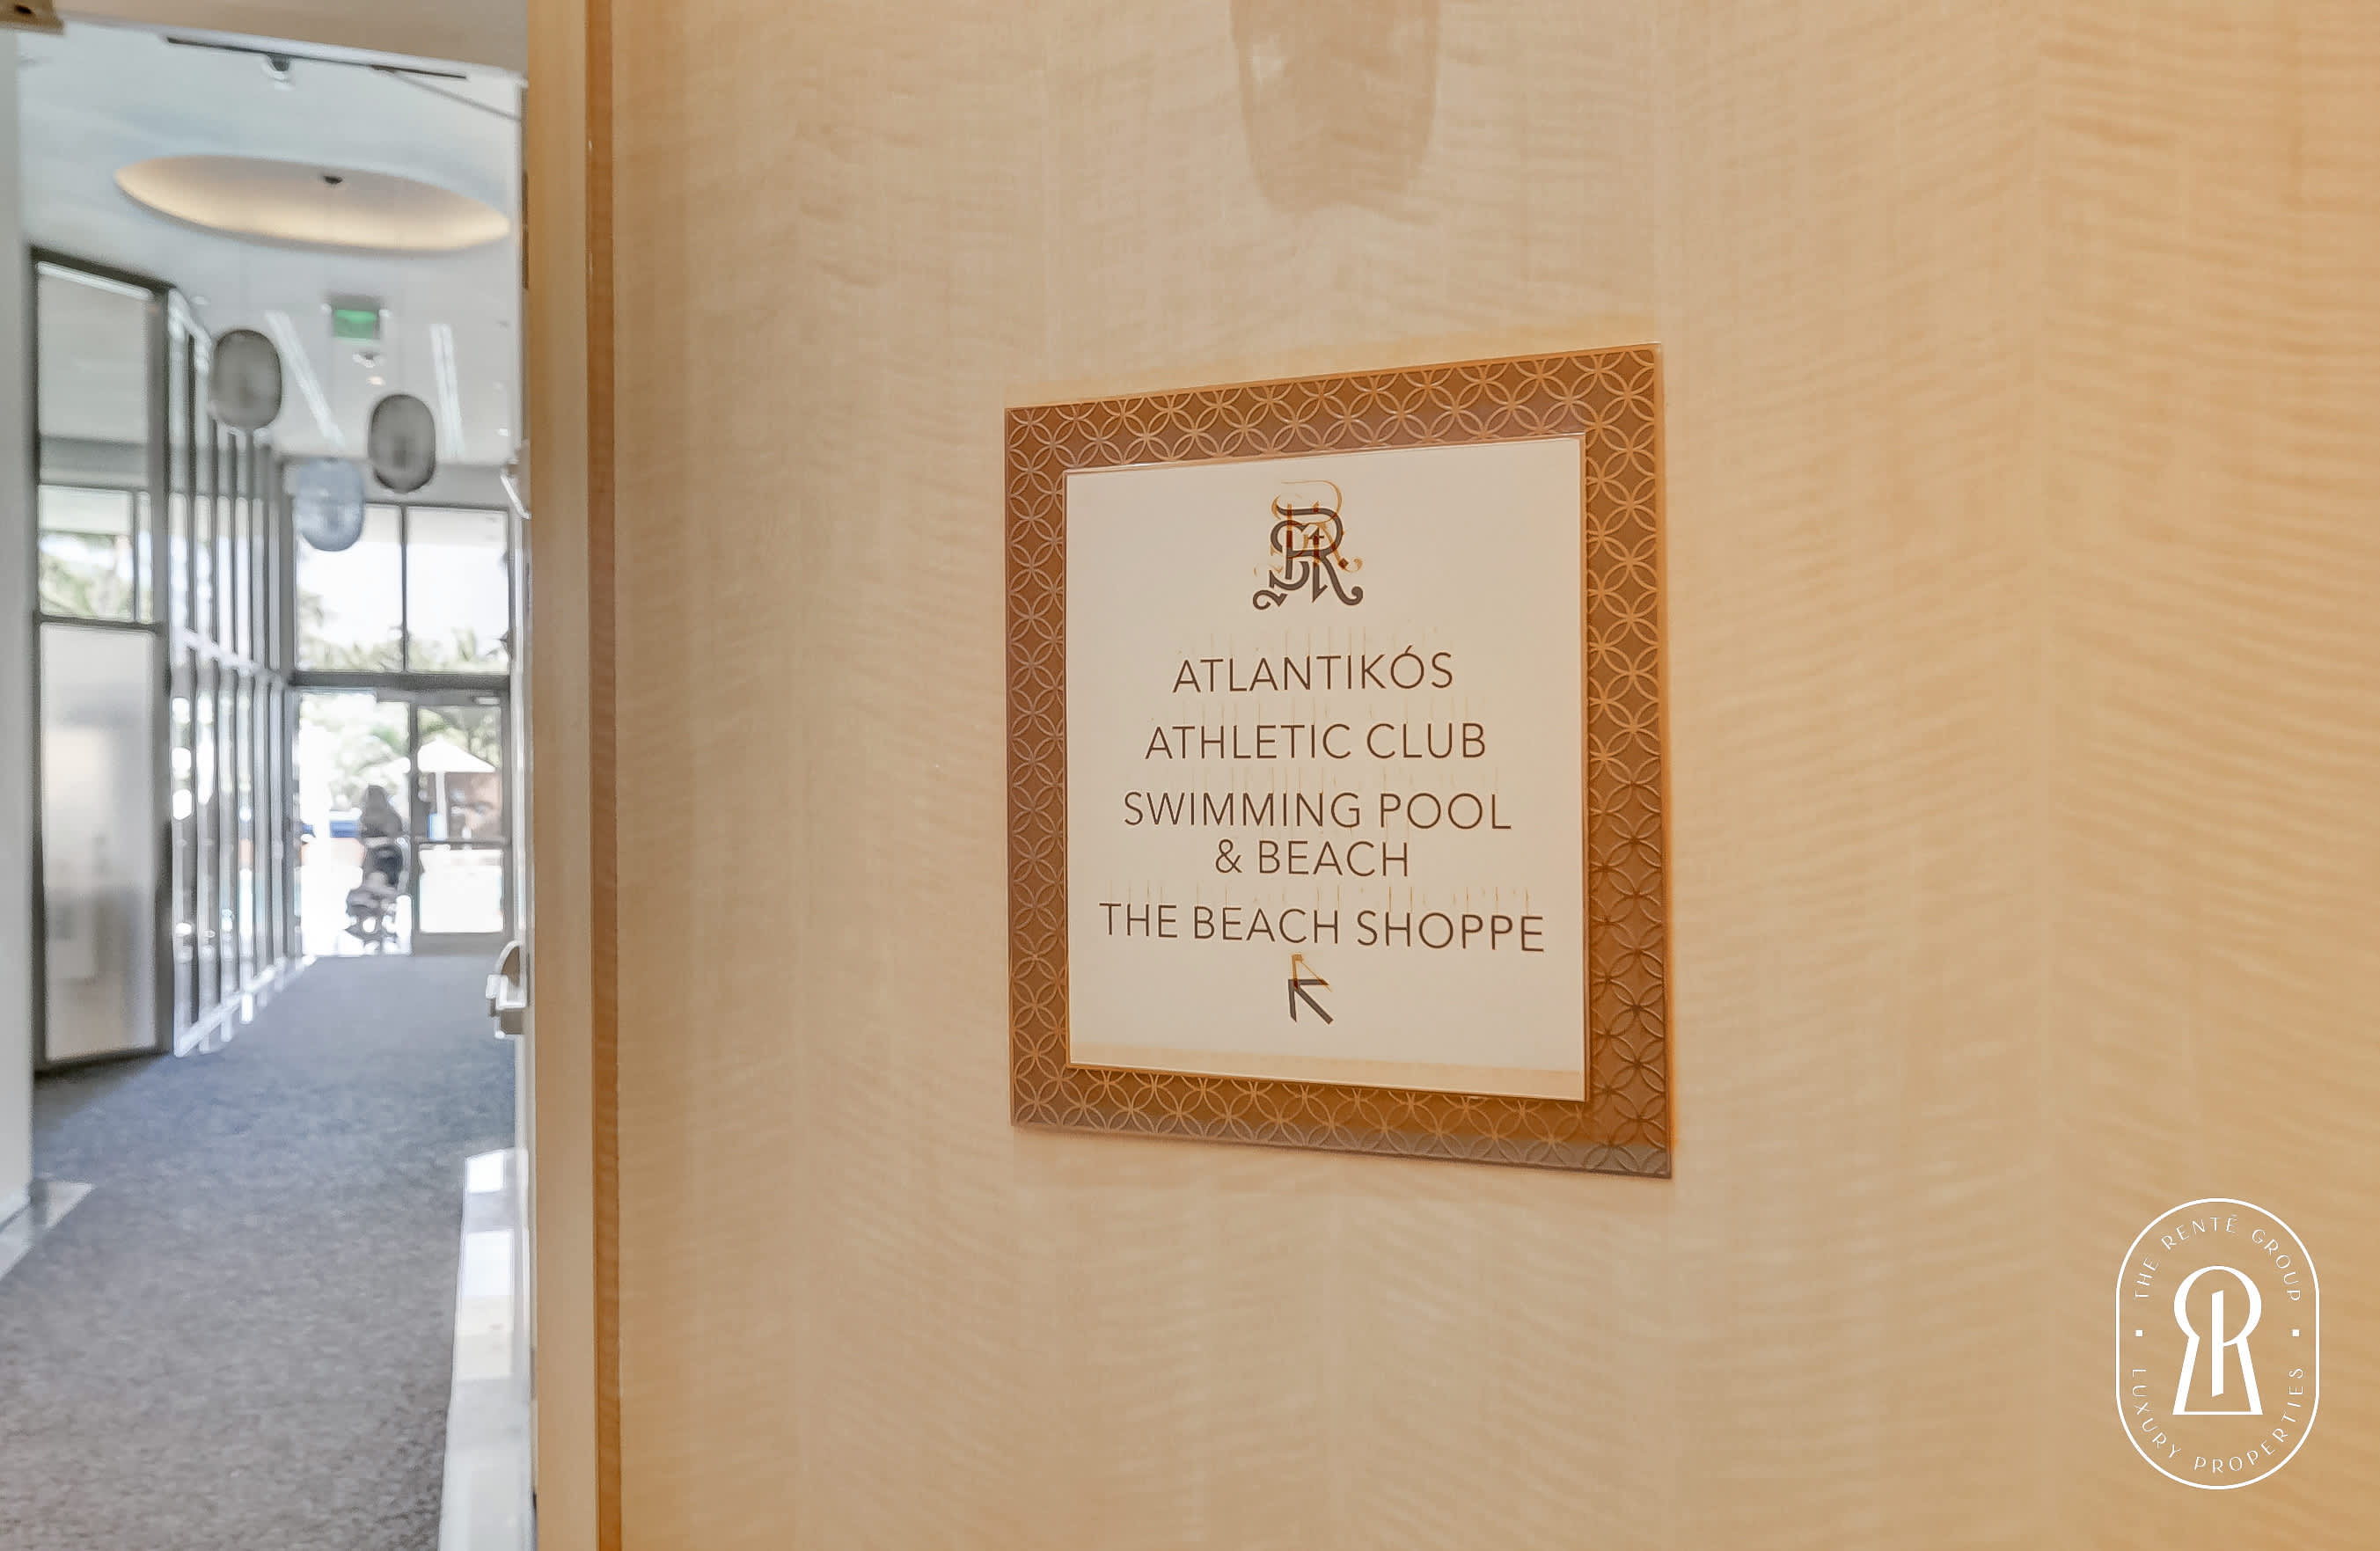 ATLANTIKÓS
ATHLETIC CLUB
SWIMMING POOL
& BEACH
THE BEACH SHOPPE
THE RENTÉ GROUP
LUXURY PROPERTIES